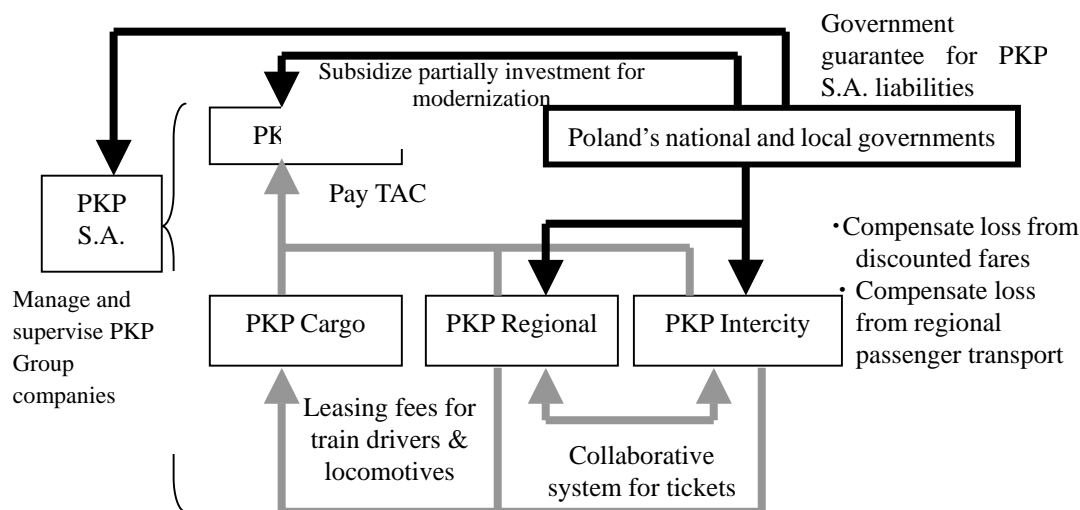 Government
guarantee for PKP
S.A. liabilities
Subsidize partially investment for
modernization
Poland’s national and local governments
Pay TAC
PKP
S.A.
Manage and
supervise PKP
Group
companies
PKP Cargo
PKP Regional
PKP Intercity
・Compensate loss from
discounted fares
・ Compensate loss
from regional
passenger transport
Leasing fees for
train drivers &
locomotives
Collaborative
system for tickets